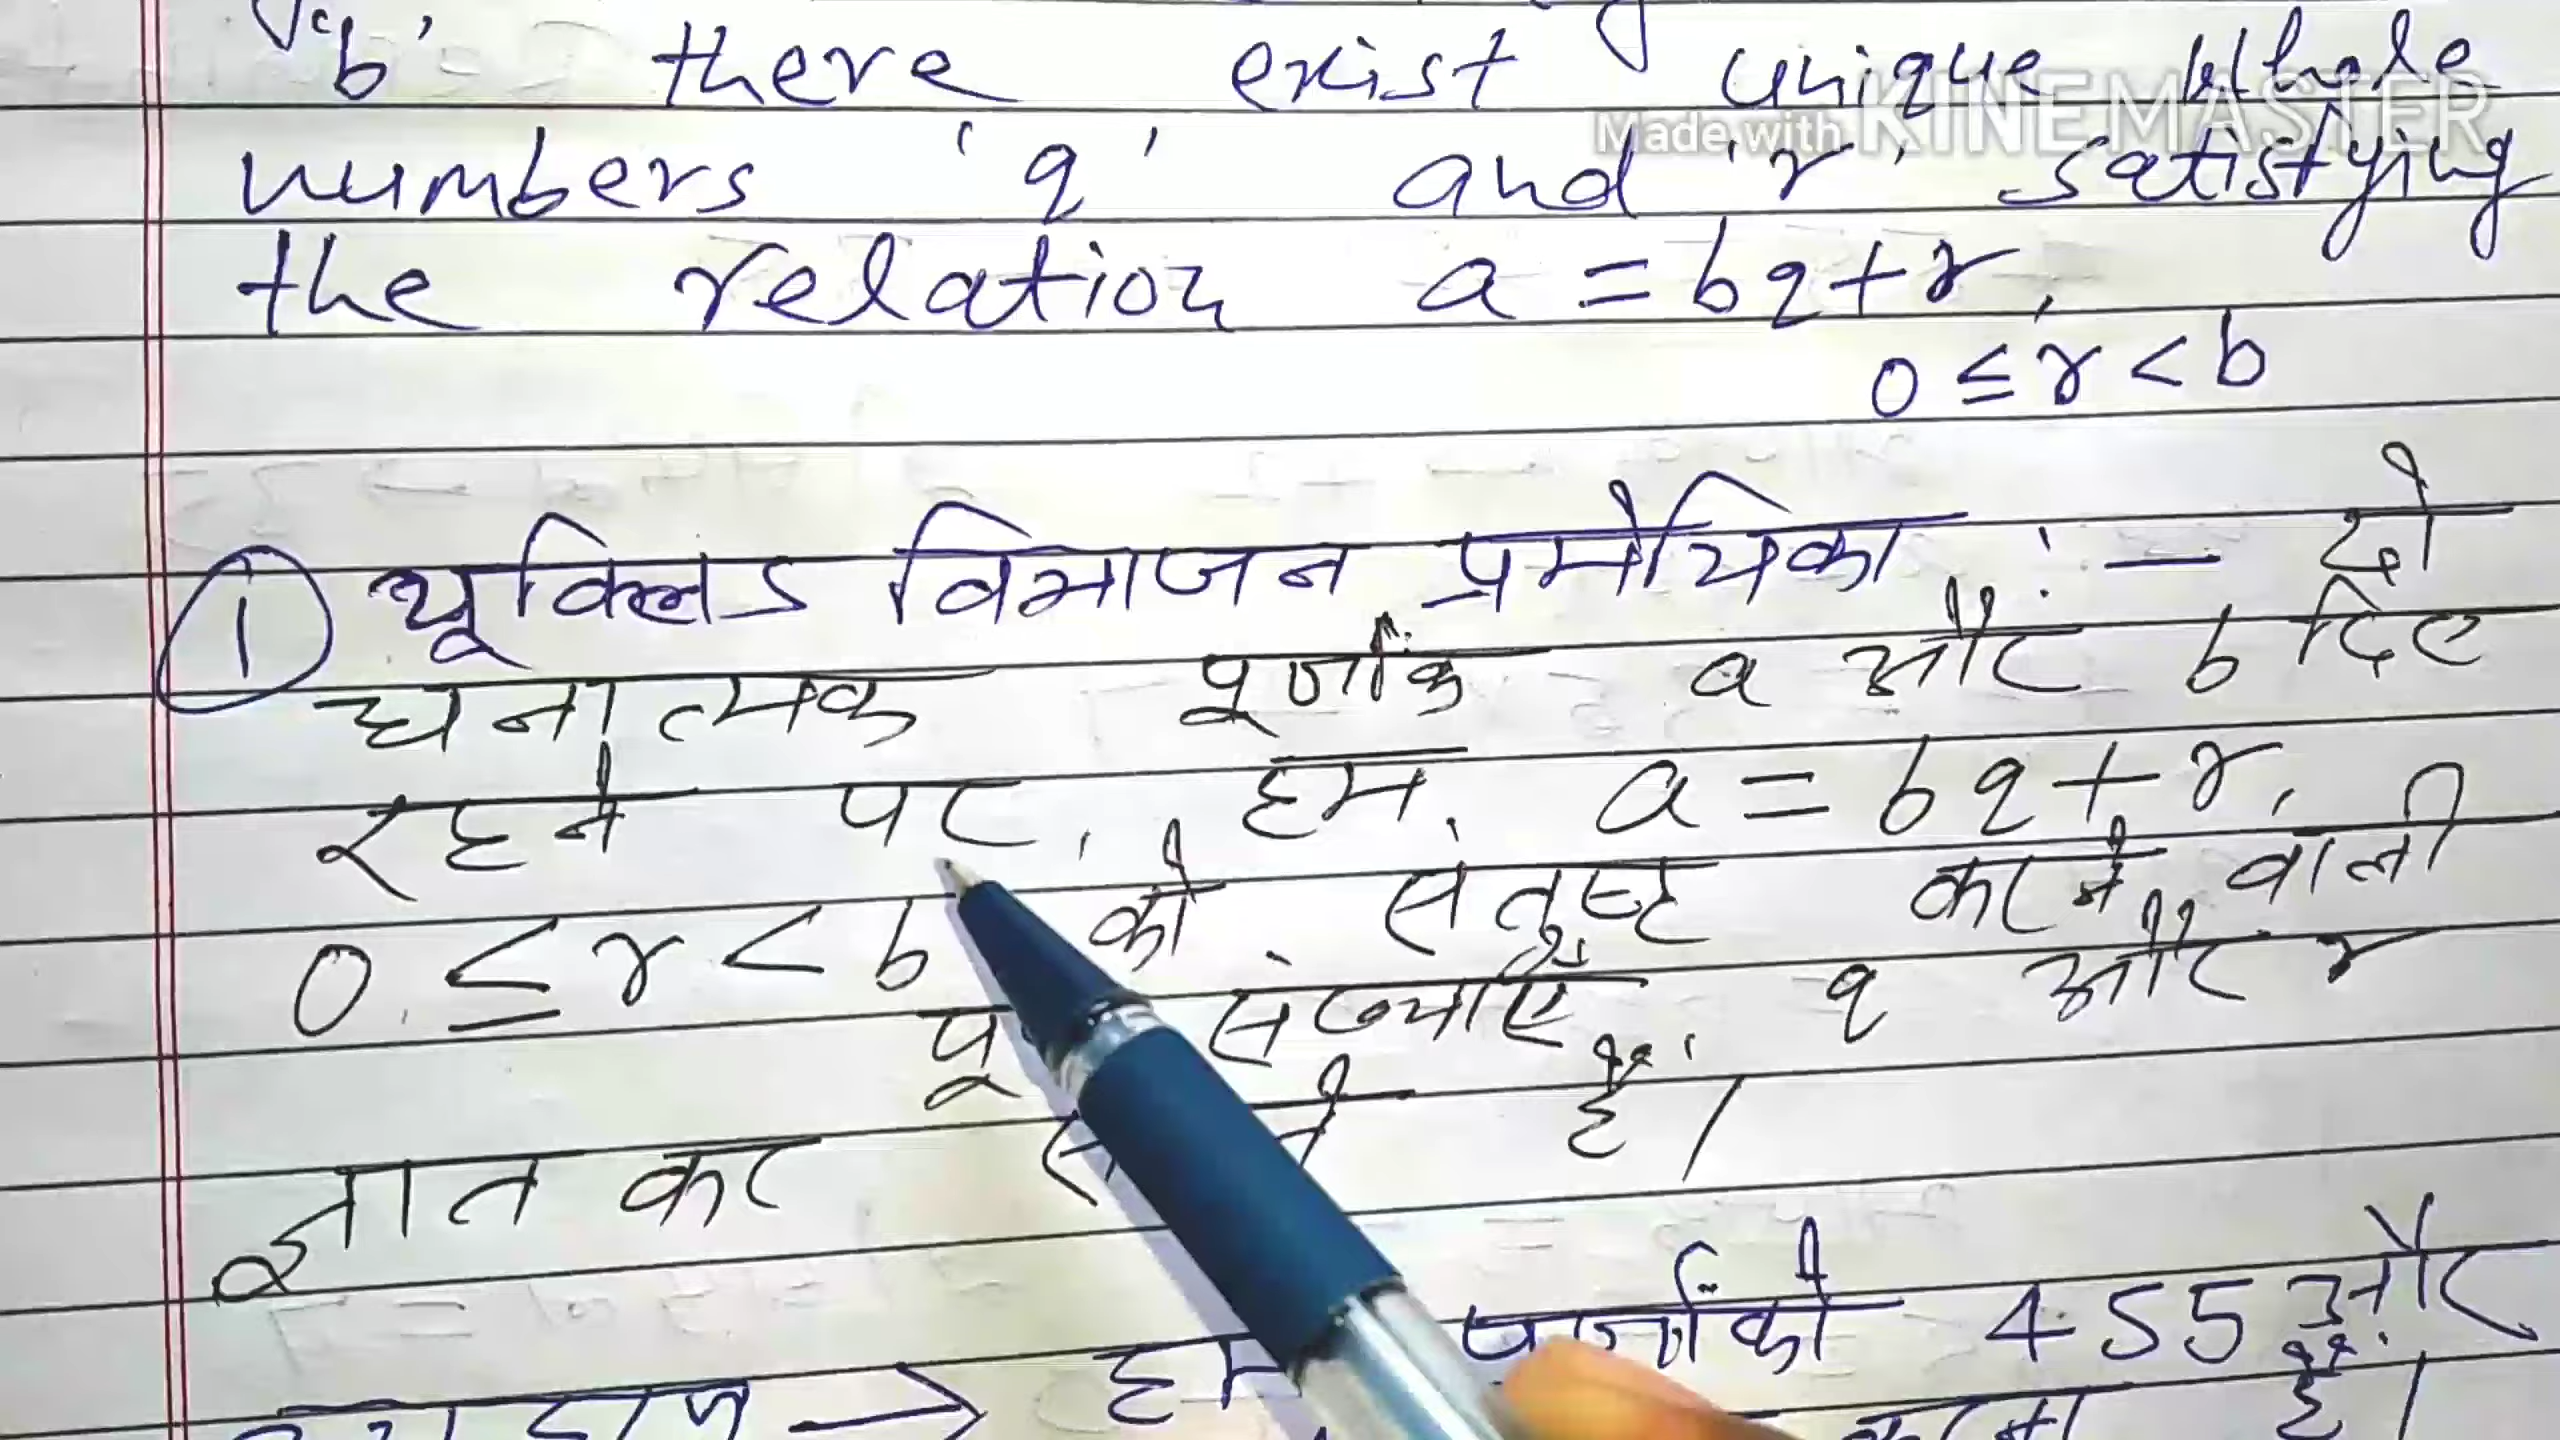 'b' there exist unique Whole
Made with KINEMASTER
numbers 'q' and 'r' satisfying
the relation a = bq + r,
0 ≤ r < b
① यूक्लिड विभाजन प्रमेयिका :- दो
धनात्मक पूर्णांक a और b दिए
रहने पर, हम, a = bq + r,
0 ≤ r < b को संतुष्ट करने वाली
संख्याएँ q और r
ज्ञात कर है।
पूर्णांकों 455 और
है।